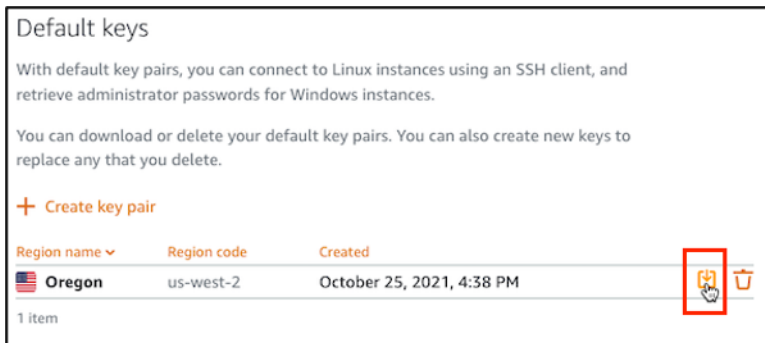 Default keys
With default key pairs, you can connect to Linux instances using an SSH client, and
retrieve administrator passwords for Windows instances.
You can download or delete your default key pairs. You can also create new keys to
replace any that you delete.
+ Create key pair
Region name Region code Created
Oregon us-west-2 October 25, 2021, 4:38 PM
1 item